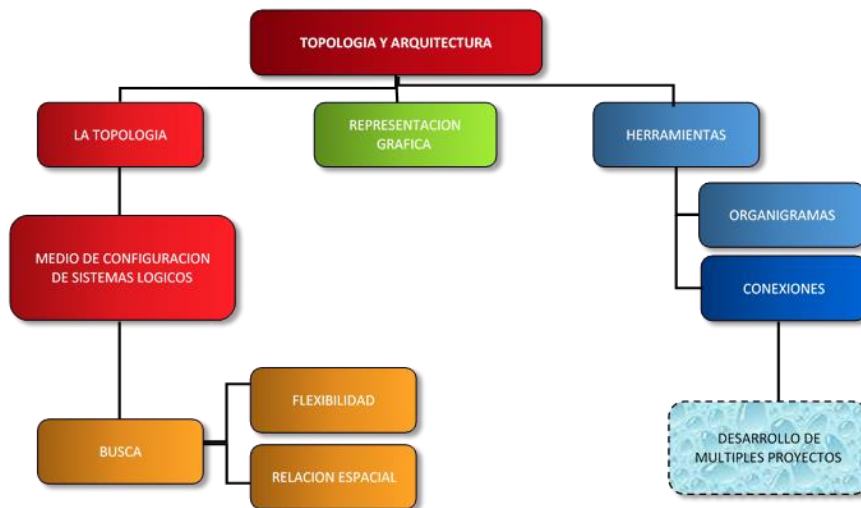 TOPOLOGIA Y ARQUITECTURA
LA TOPOLOGIA
REPRESENTACION
GRAFICA
HERRAMIENTAS
MEDIO DE CONFIGURACION
DE SISTEMAS LOGICOS
ORGANIGRAMAS
CONEXIONES
BUSCA
FLEXIBILIDAD
RELACION ESPACIAL
DESARROLLO DE
MULTIPLES PROYECTOS